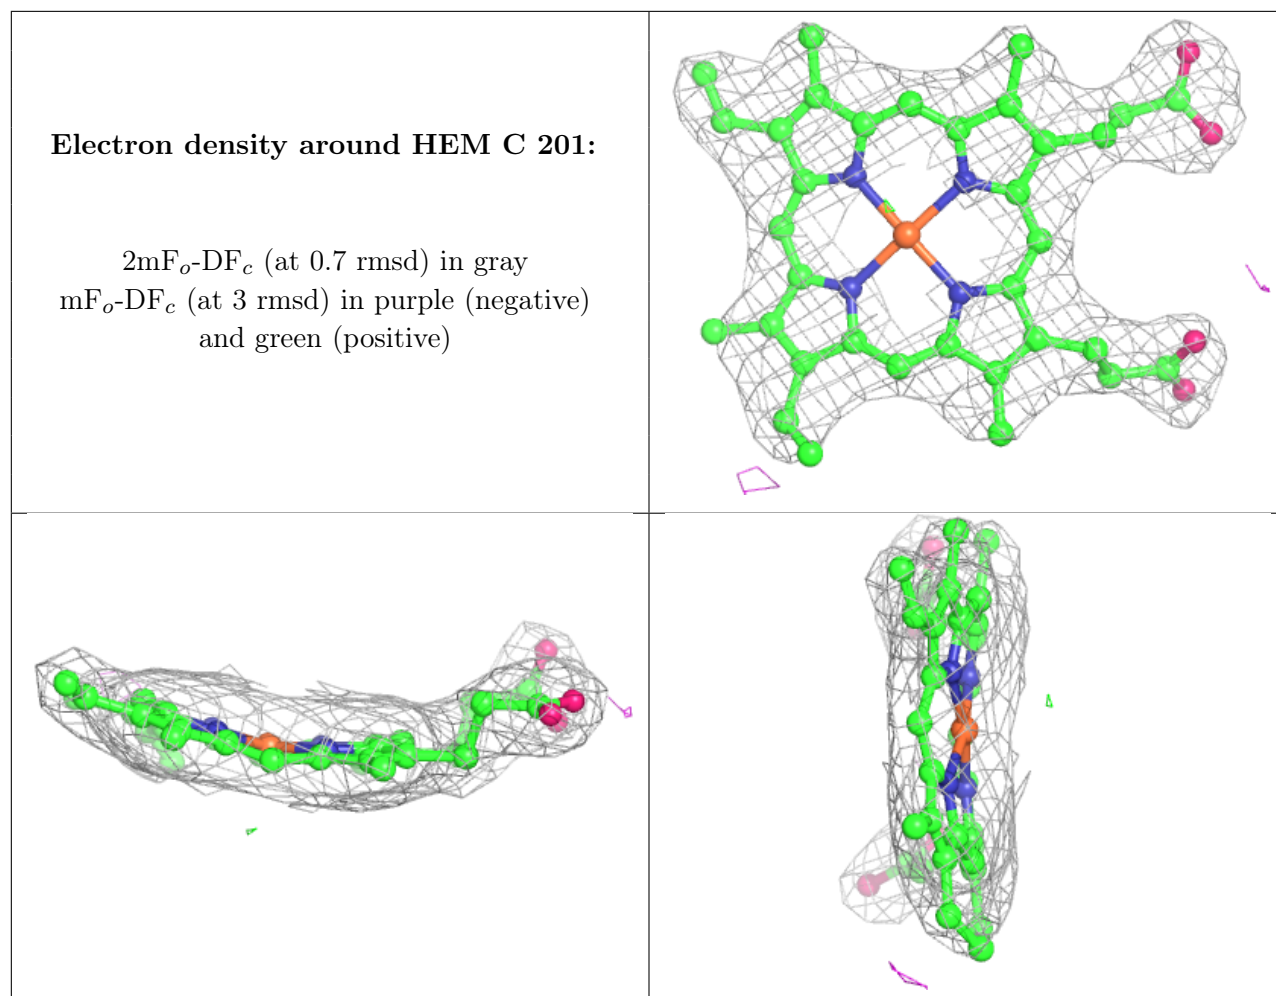 Electron density around HEM C 201:
2mFₒ-DF𝒸 (at 0.7 rmsd) in gray
mFₒ-DF𝒸 (at 3 rmsd) in purple (negative)
and green (positive)